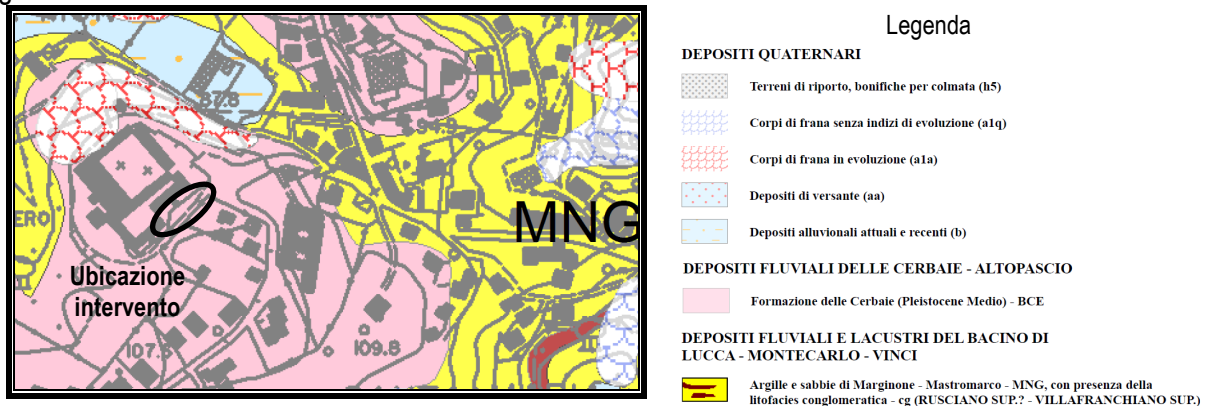 57.8
MNG
ERO
Ubicazione
intervento
107.5
109.8
Legenda
DEPOSITI QUATERNARI
Terreni di riporto, bonifiche per colmata (h5)
Corpi di frana senza indizi di evoluzione (a1q)
Corpi di frana in evoluzione (a1a)
Depositi di versante (aa)
Depositi alluvionali attuali e recenti (b)
DEPOSITI FLUVIALI DELLE CERBAIE - ALTOPASCIO
Formazione delle Cerbaie (Pleistocene Medio) - BCE
DEPOSITI FLUVIALI E LACUSTRI DEL BACINO DI
LUCCA - MONTECARLO - VINCI
Argille e sabbie di Marginone - Mastromarco - MNG, con presenza della
litofacies conglomeratica - cg (RUSCIANO SUP.? - VILLAFRANCHIANO SUP.)